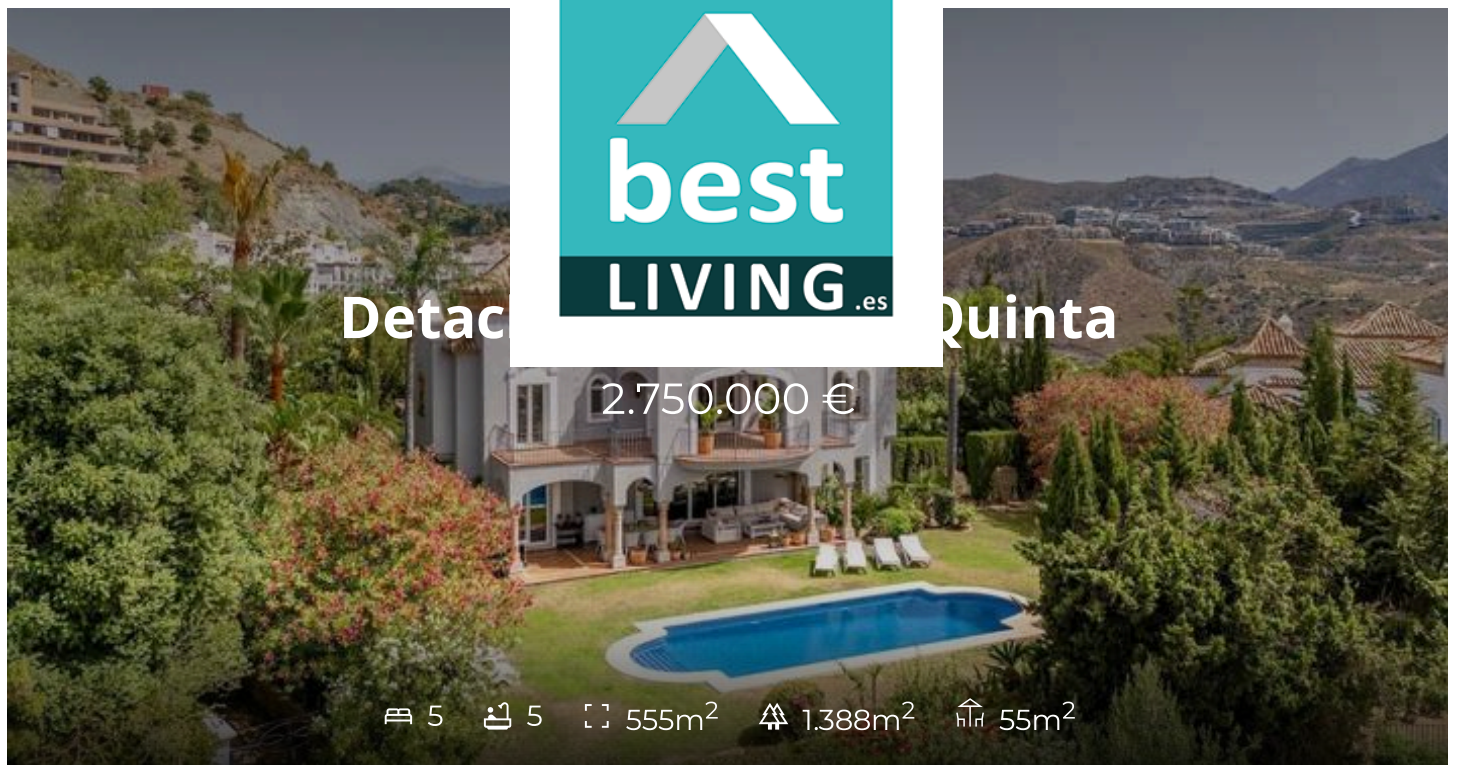 best
LIVING.es
Detac Quinta
2.750.000 €
5 5 555m² 1.388m² 55m²